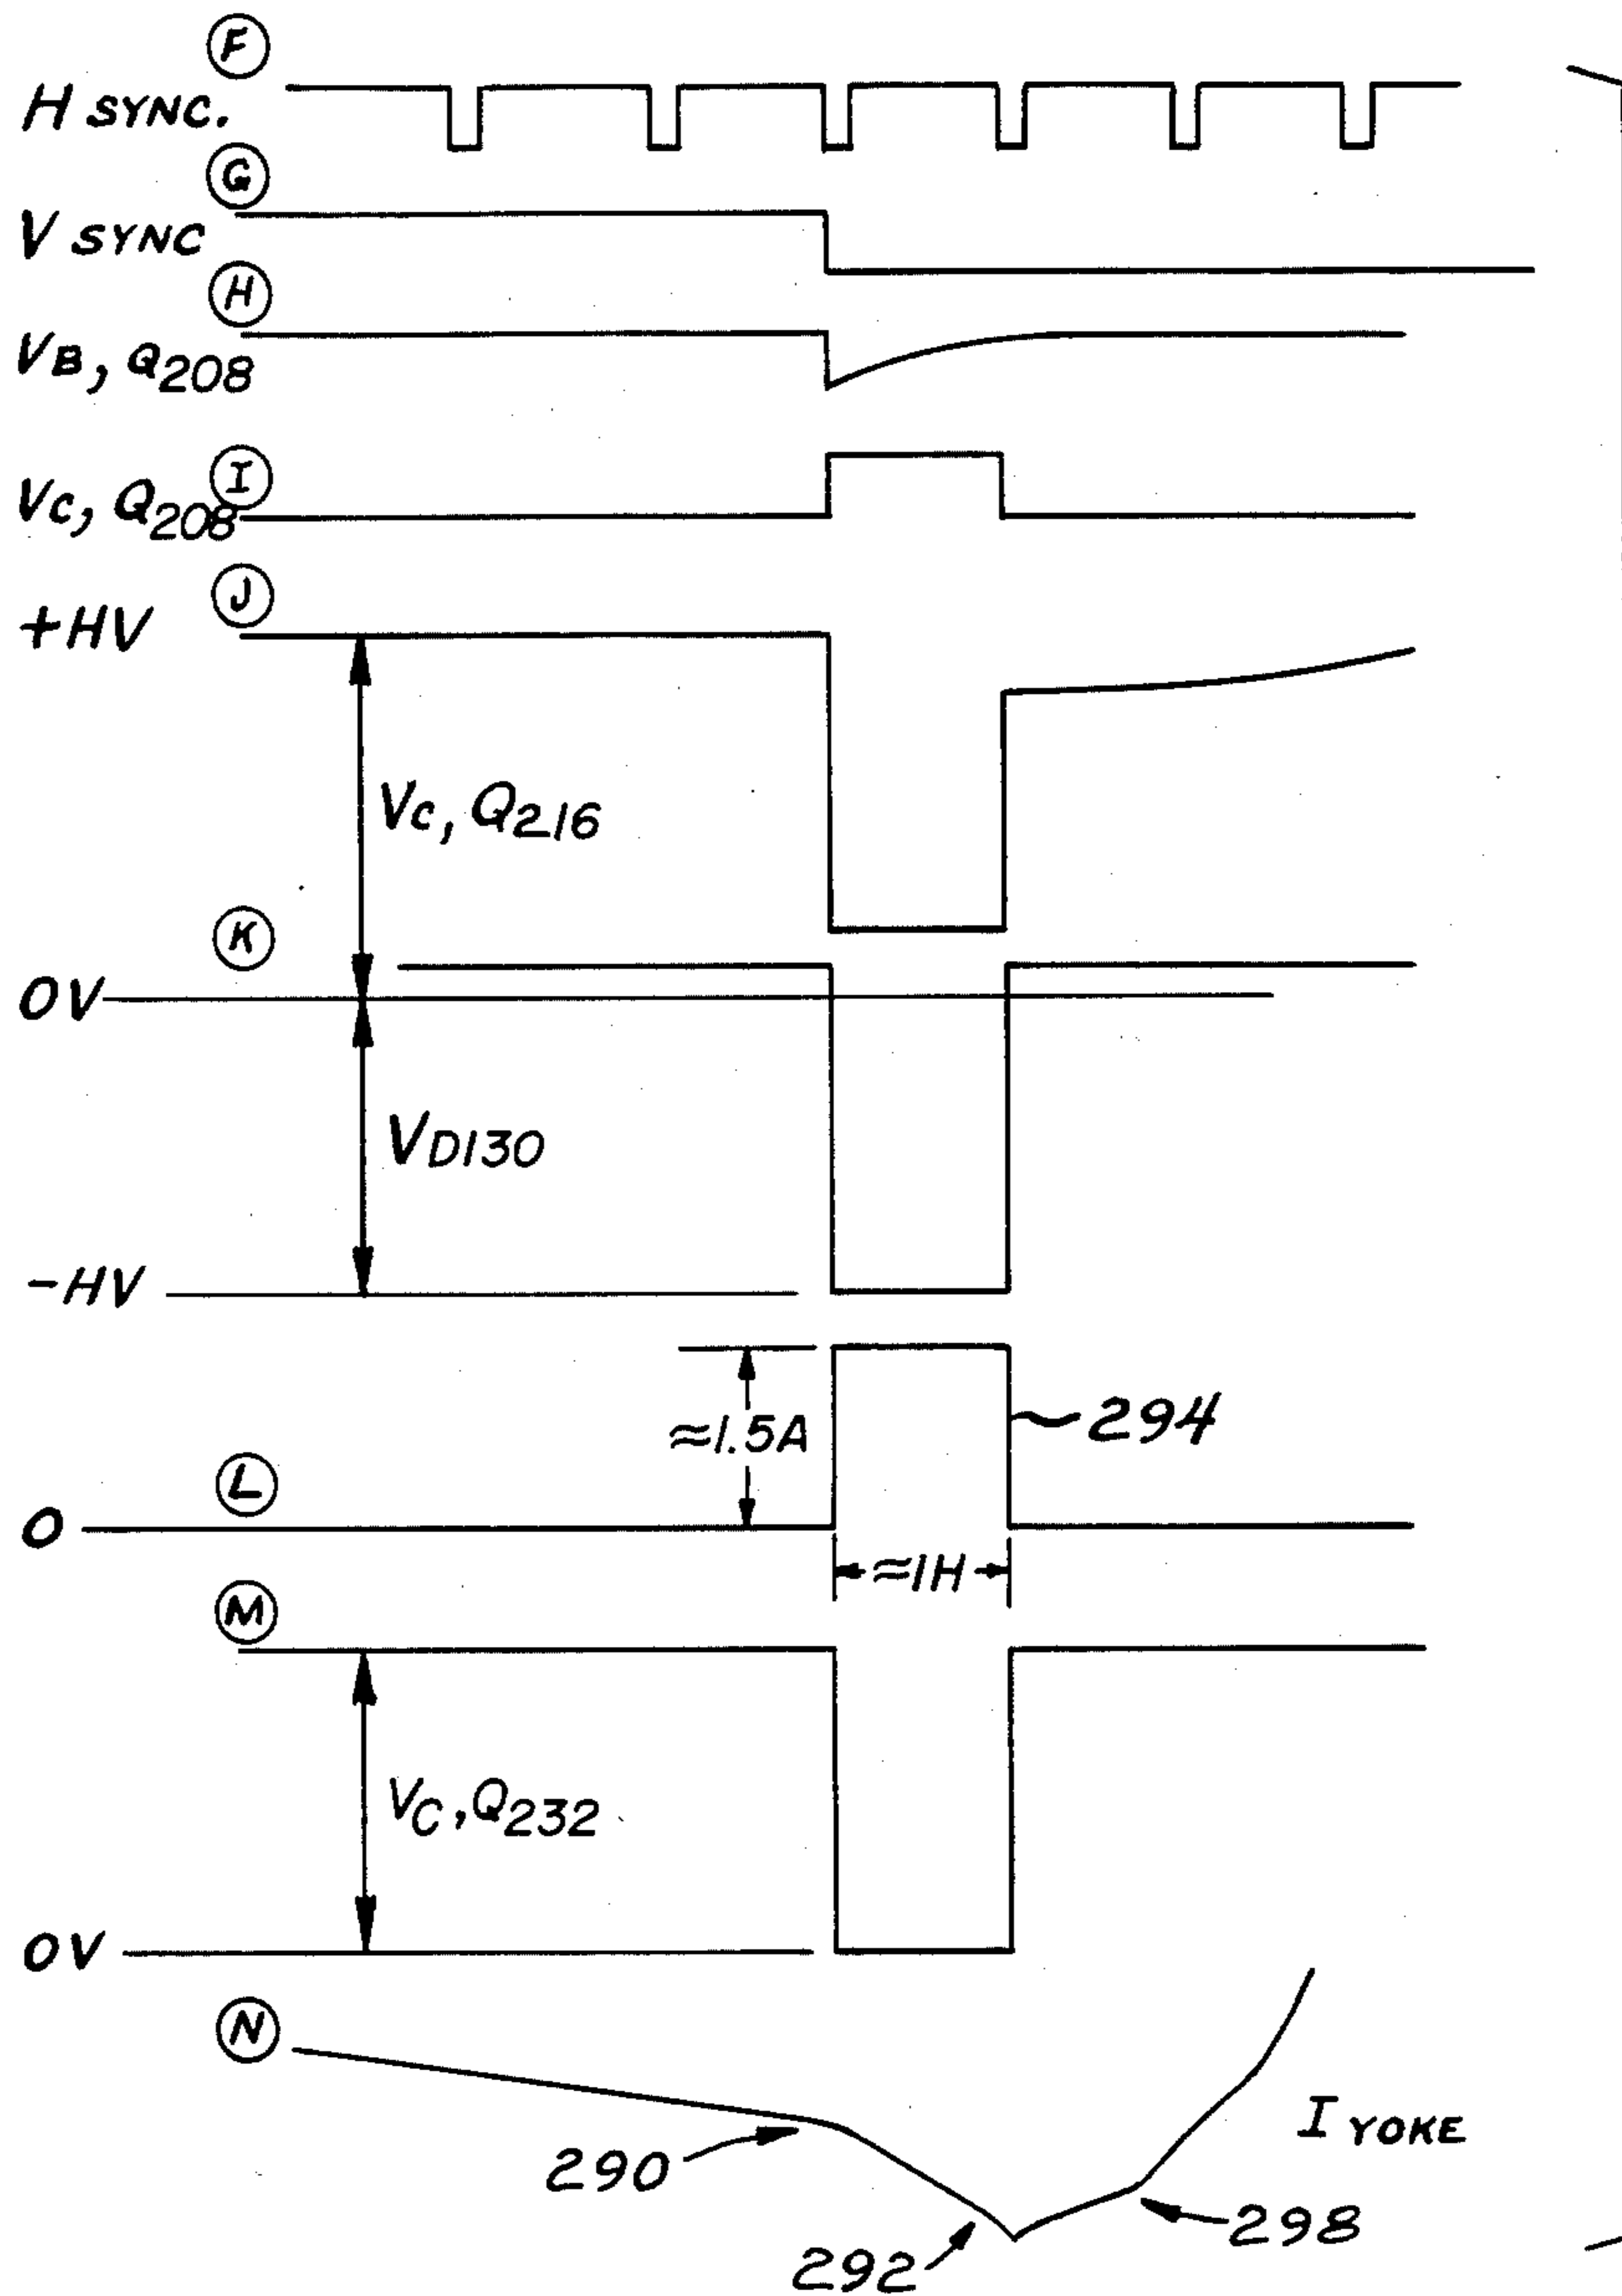 F
H SYNC.
G
V SYNC
H
VB, Q208
I
VC, Q208
J
+HV
VC, Q216
K
0V
VD130
-HV
≈1.5A
294
L
0
≈1H
M
VC, Q232
0V
N
290
I YOKE
298
292